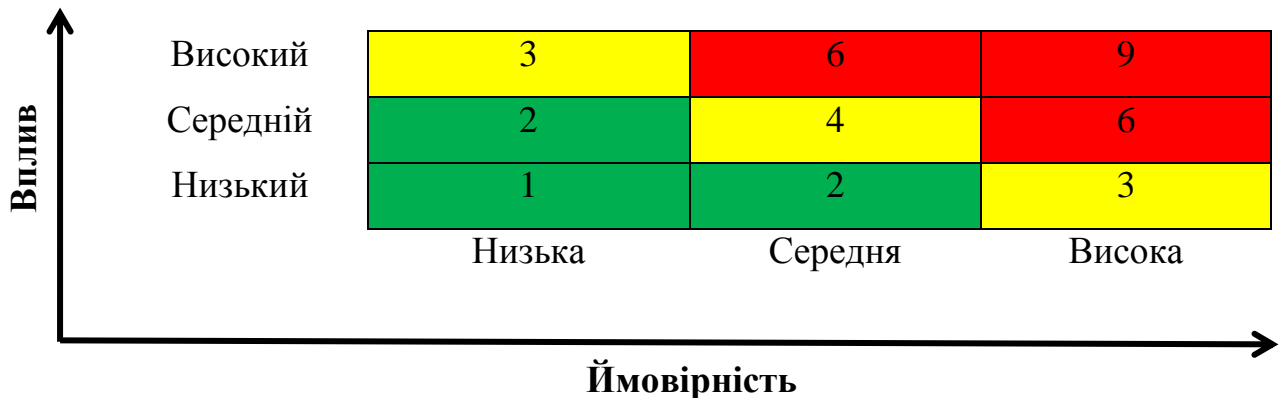 Високий 3 6 9
Середній 2 4 6
Низький 1 2 3
Низька Середня Висока
Вплив
Ймовірність